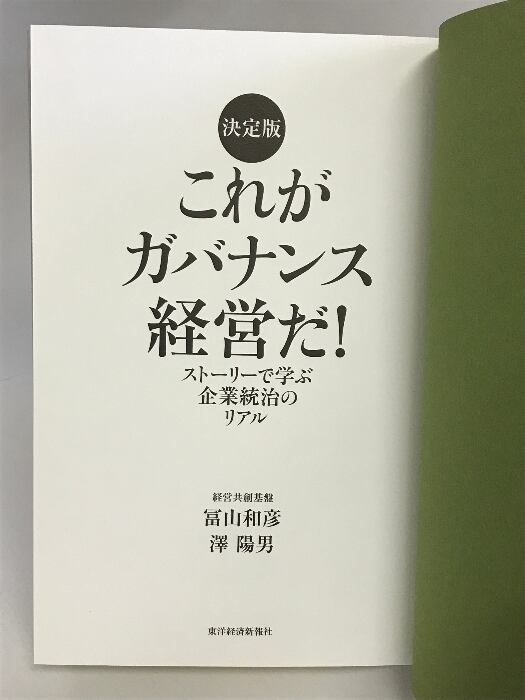 決定版
これが
ガバナンス
経営だ！
ストーリーで学ぶ
企業統治の
リアル
経営共創基盤
冨山和彦
澤 陽男
東洋経済新報社